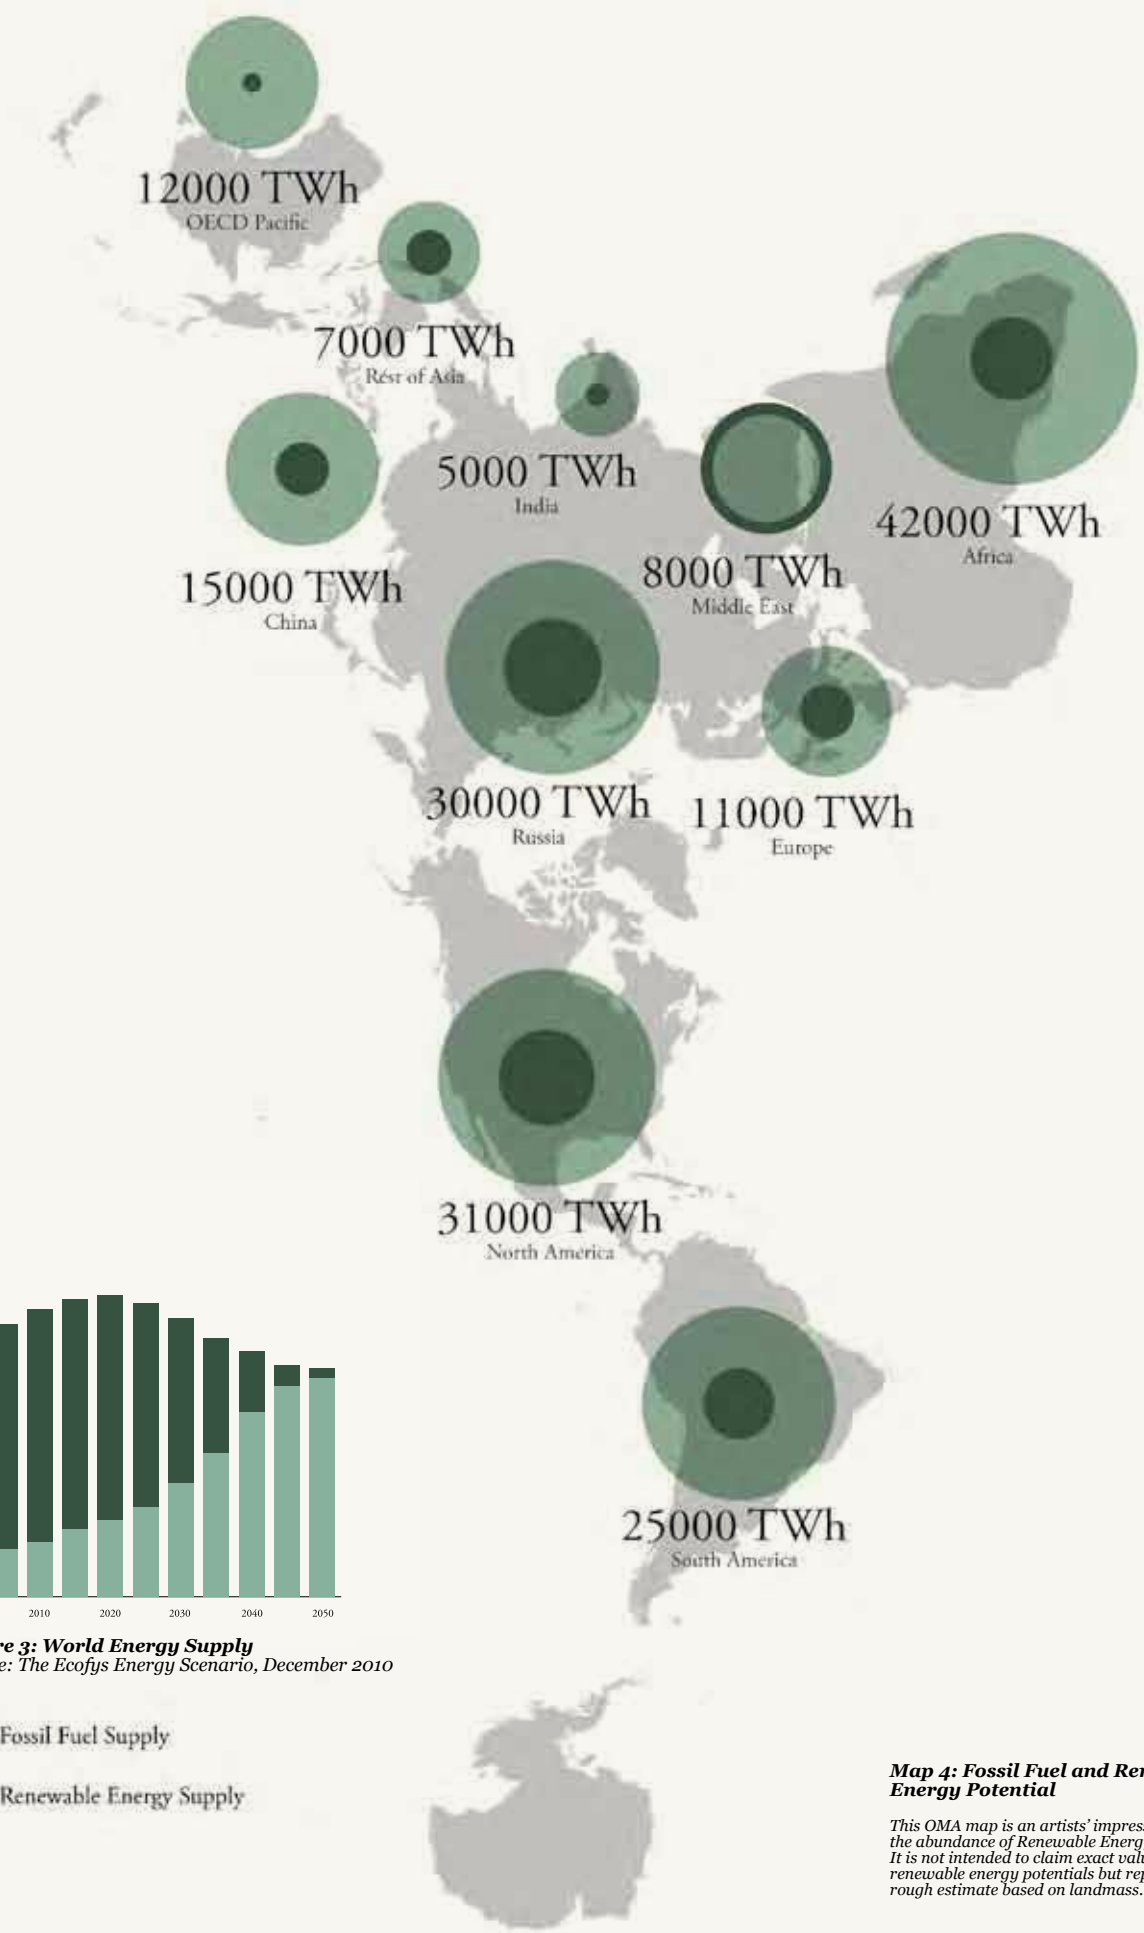 12000 TWh
OECD Pacific
7000 TWh
Rest of Asia
5000 TWh
India
15000 TWh
China
8000 TWh
Middle East
42000 TWh
Africa
30000 TWh
Russia
11000 TWh
Europe
31000 TWh
North America
25000 TWh
South America
2010 2020 2030 2040 2050
re 3: World Energy Supply
e: The Ecofys Energy Scenario, December 2010
Fossil Fuel Supply
Renewable Energy Supply
Map 4: Fossil Fuel and Ren
Energy Potential
This OMA map is an artists’ impress
the abundance of Renewable Energ
It is not intended to claim exact valu
renewable energy potentials but rep
rough estimate based on landmass.